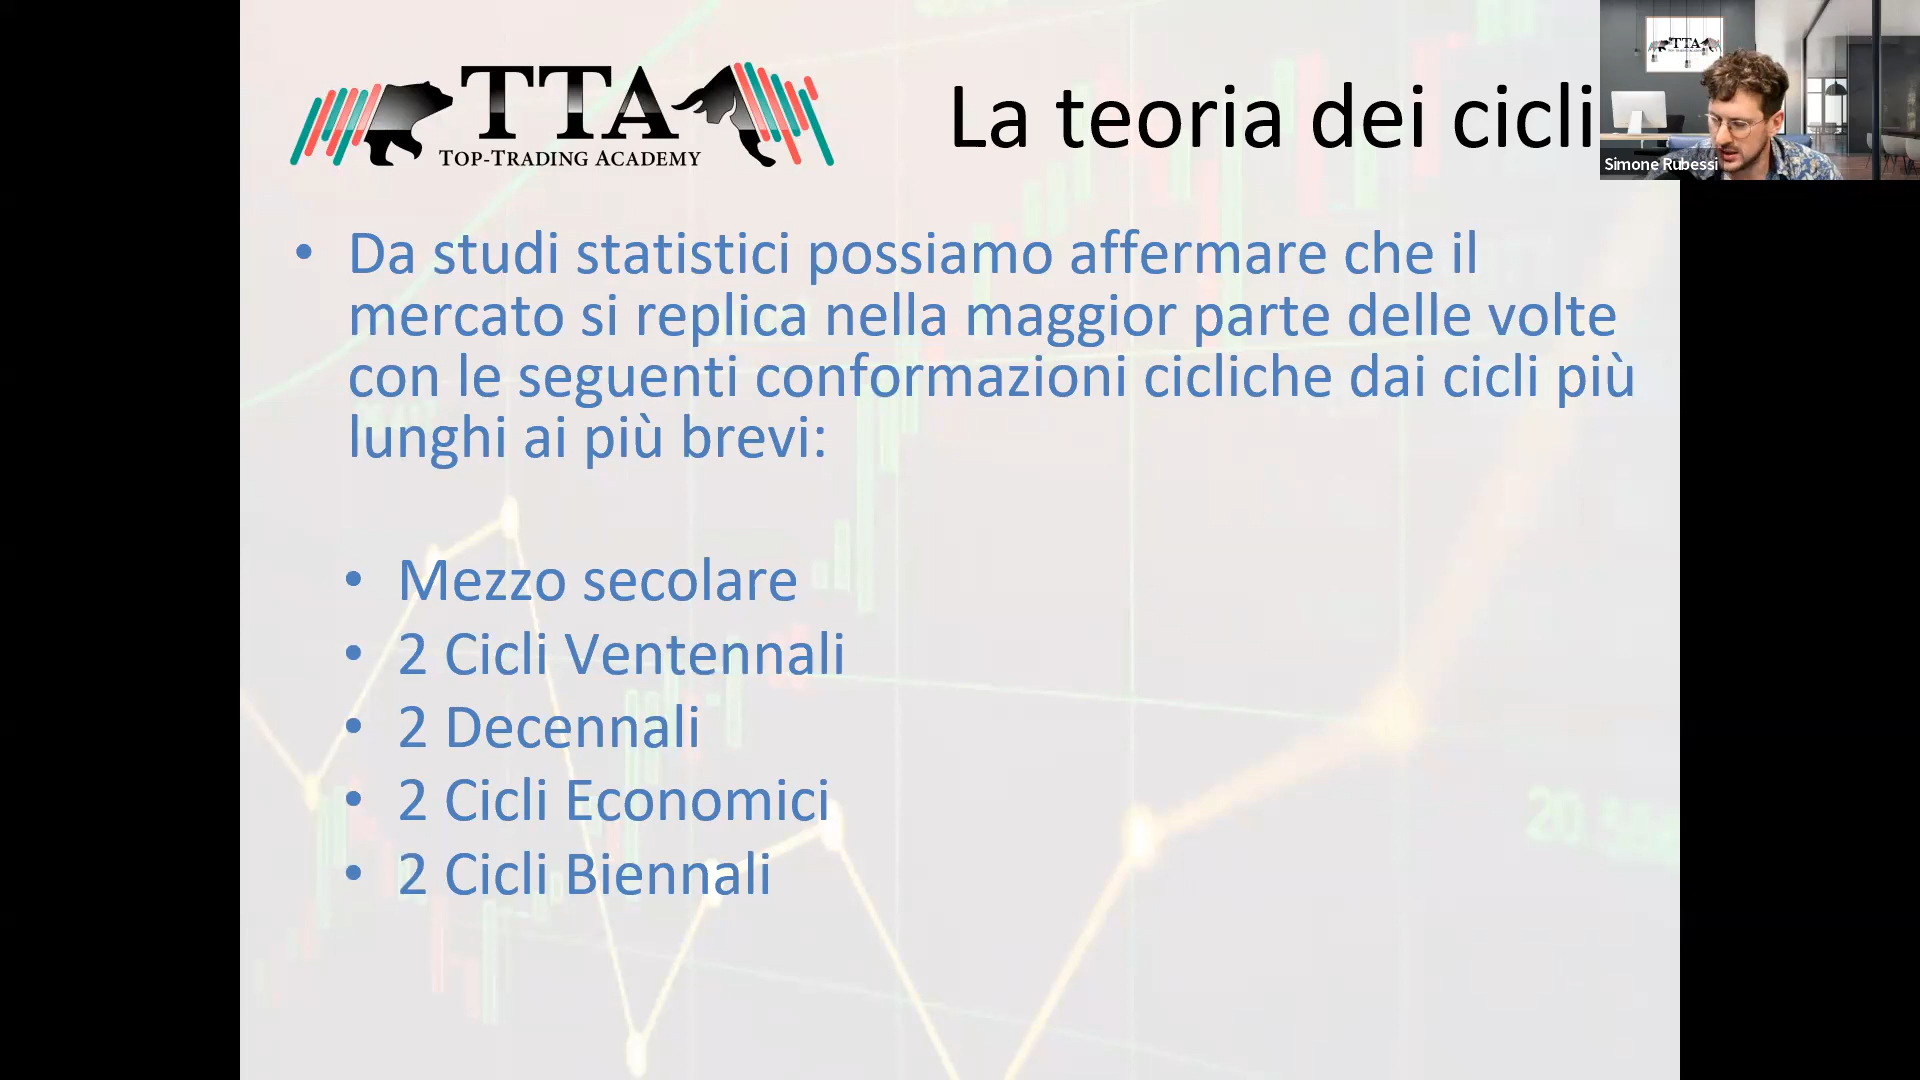 TTA
TOP-TRADING ACADEMY
La teoria dei cicli
TTA
Simone Rubessi
• Da studi statistici possiamo affermare che il
mercato si replica nella maggior parte delle volte
con le seguenti conformazioni cicliche dai cicli più
lunghi ai più brevi:
• Mezzo secolare
• 2 Cicli Ventennali
• 2 Decennali
• 2 Cicli Economici
• 2 Cicli Biennali